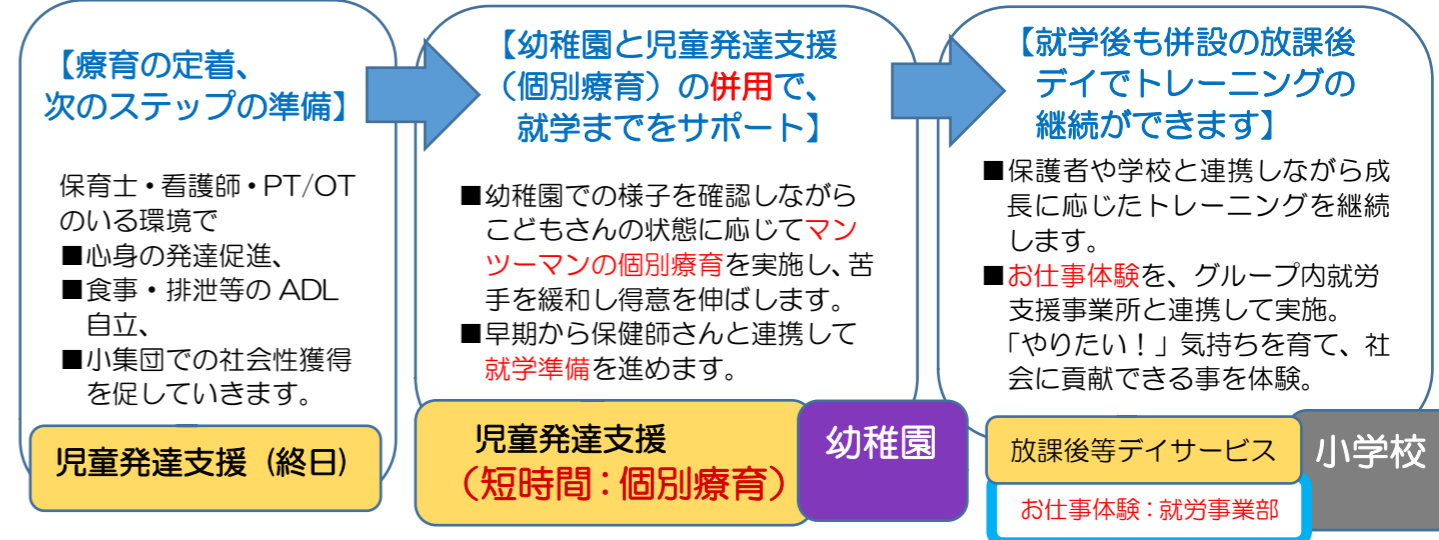 【療育の定着、
次のステップの準備】
保育士・看護師・PT/OT
のいる環境で
■心身の発達促進、
■食事・排泄等の ADL
自立、
■小集団での社会性獲得
を促していきます。
児童発達支援（終日）
【幼稚園と児童発達支援
（個別療育）の併用で、
就学までをサポート】
■幼稚園での様子を確認しながら
こどもさんの状態に応じてマン
ツーマンの個別療育を実施し、苦
手を緩和し得意を伸ばします。
■早期から保健師さんと連携して
就学準備を進めます。
児童発達支援
（短時間：個別療育）
幼稚園
【就学後も併設の放課後
デイでトレーニングの
継続ができます】
■保護者や学校と連携しながら成
長に応じたトレーニングを継続
します。
■お仕事体験を、グループ内就労
支援事業所と連携して実施。
「やりたい！」気持ちを育て、社
会に貢献できる事を体験。
放課後等デイサービス
小学校
お仕事体験：就労事業部